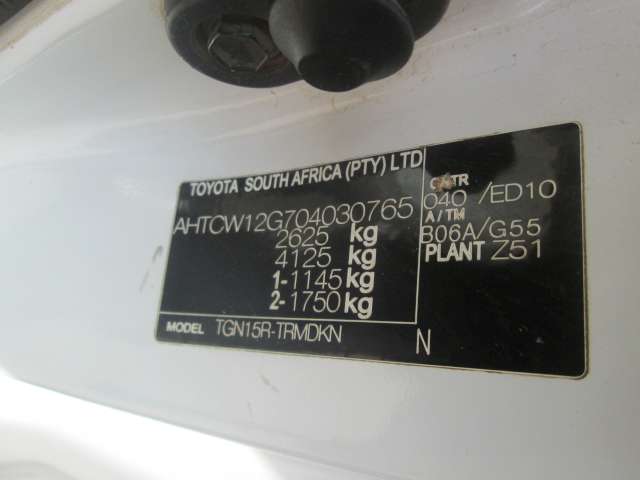 TOYOTA SOUTH AFRICA (PTY) LTD
AHTCW12G704030765
2625 kg
4125 kg
1-1145 kg
2-1750 kg
MODEL TGN15R-TRMDKN N
C/TR
040 /ED10
A/TM
B06A/G55
PLANT Z51